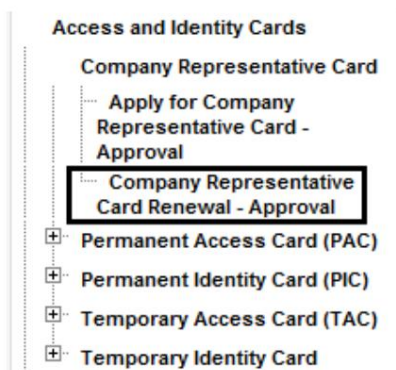 Access and Identity Cards
Company Representative Card
Apply for Company
Representative Card -
Approval
Company Representative
Card Renewal - Approval
Permanent Access Card (PAC)
Permanent Identity Card (PIC)
Temporary Access Card (TAC)
Temporary Identity Card